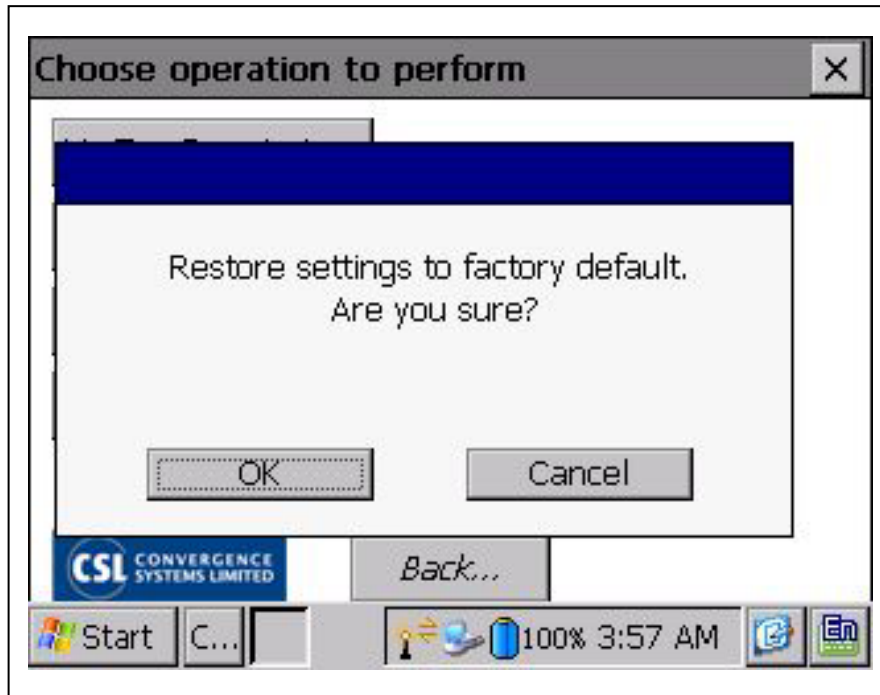 Choose operation to perform
Restore settings to factory default.
Are you sure?
OK
Cancel
CSL CONVERGENCE
SYSTEMS LIMITED
Back...
Start
C...
100% 3:57 AM
En